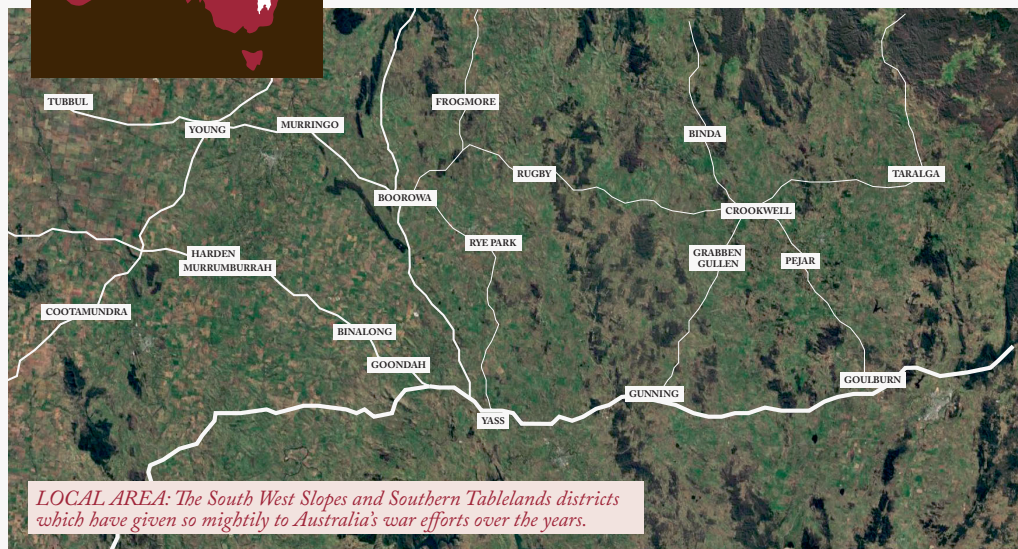 TUBBUL
FROGMORE
YOUNG
MURRINGO
BINDA
RUGBY
TARALGA
BOOROWA
CROOKWELL
RYE PARK
HARDEN
MURRUMBURRAH
GRABBEN
GULLEN
PEJAR
COOTAMUNDRA
BINALONG
GOONDAH
GOULBURN
GUNNING
YASS
LOCAL AREA: The South West Slopes and Southern Tablelands districts
which have given so mightily to Australia's war efforts over the years.